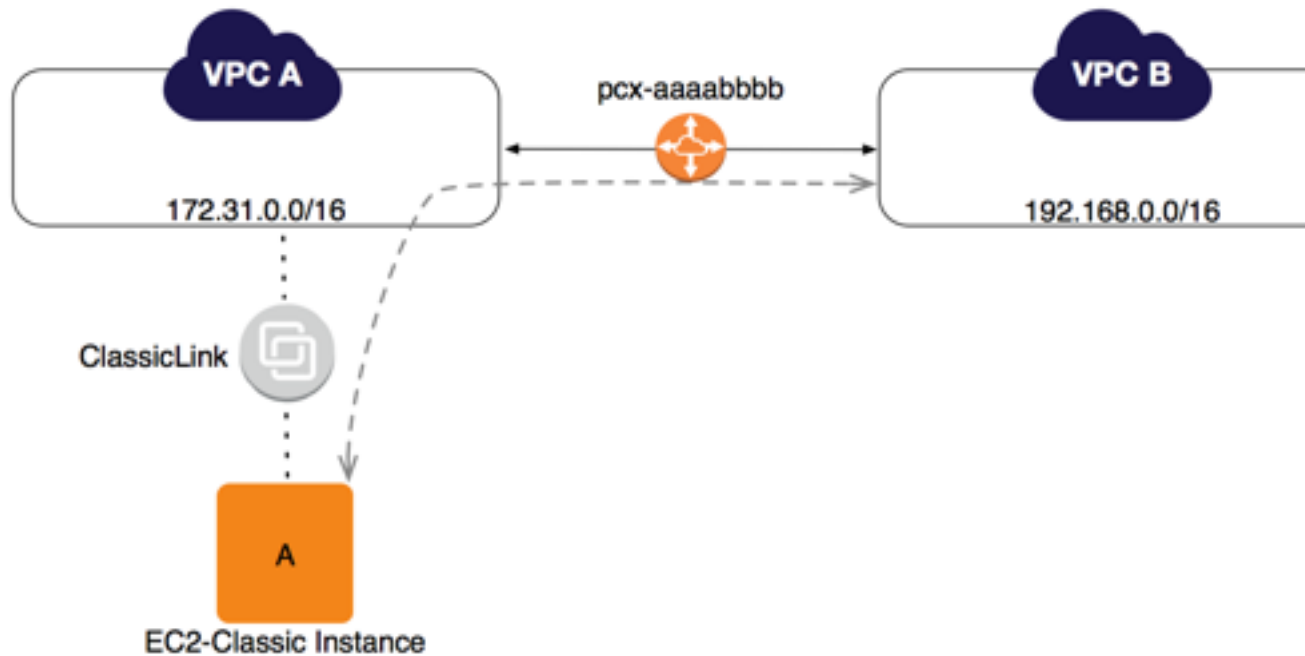 VPC A
VPC B
pcx-aaaabbbb
172.31.0.0/16
192.168.0.0/16
ClassicLink
A
EC2-Classic Instance